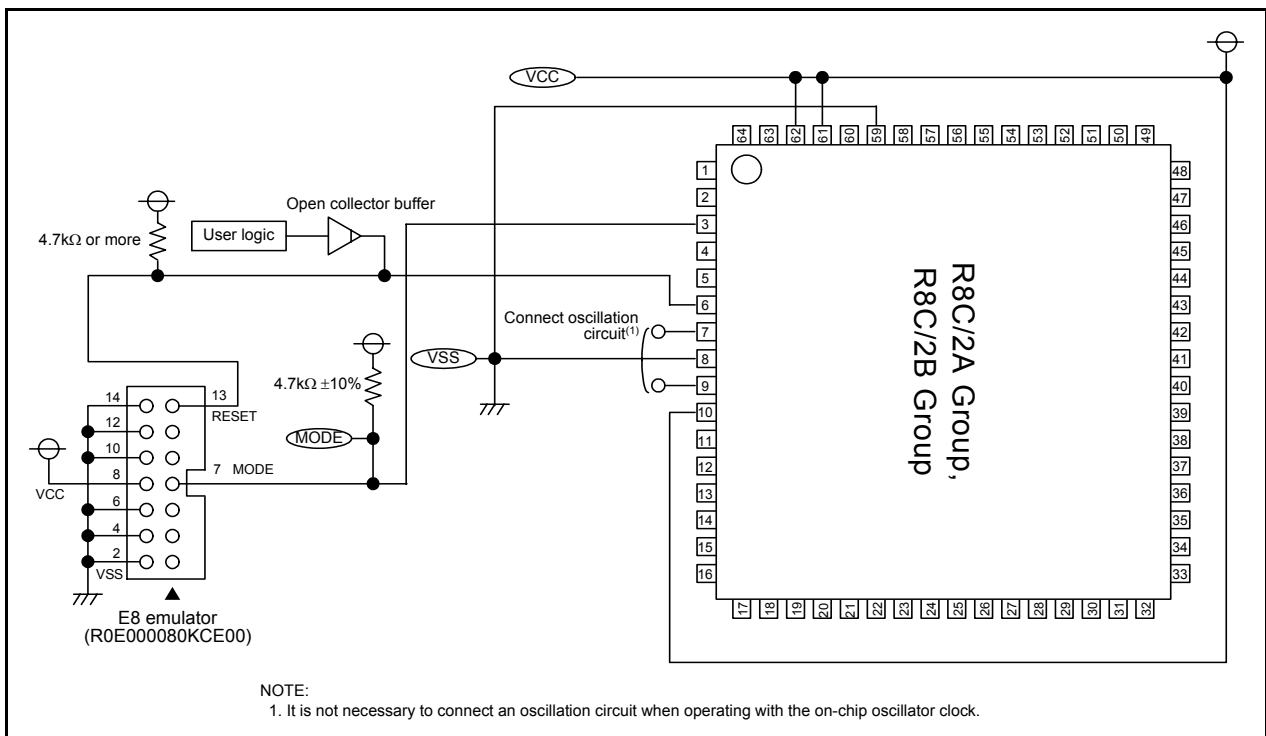 VCC
64 63 62 61 60 59 58 57 56 55 54 53 52 51 50 49
1
2
3
4
5
6
7
8
9
10
11
12
13
14
15
16
48
47
46
45
44
43
42
41
40
39
38
37
36
35
34
33
17 18 19 20 21 22 23 24 25 26 27 28 29 30 31 32
R8C/2A Group,
R8C/2B Group
Open collector buffer
User logic
4.7kΩ or more
Connect oscillation
circuit(1)
VSS
4.7kΩ ±10%
MODE
14
12
10
8
6
4
2
13
RESET
7 MODE
VCC
VSS
E8 emulator
(R0E000080KCE00)
NOTE:
1. It is not necessary to connect an oscillation circuit when operating with the on-chip oscillator clock.